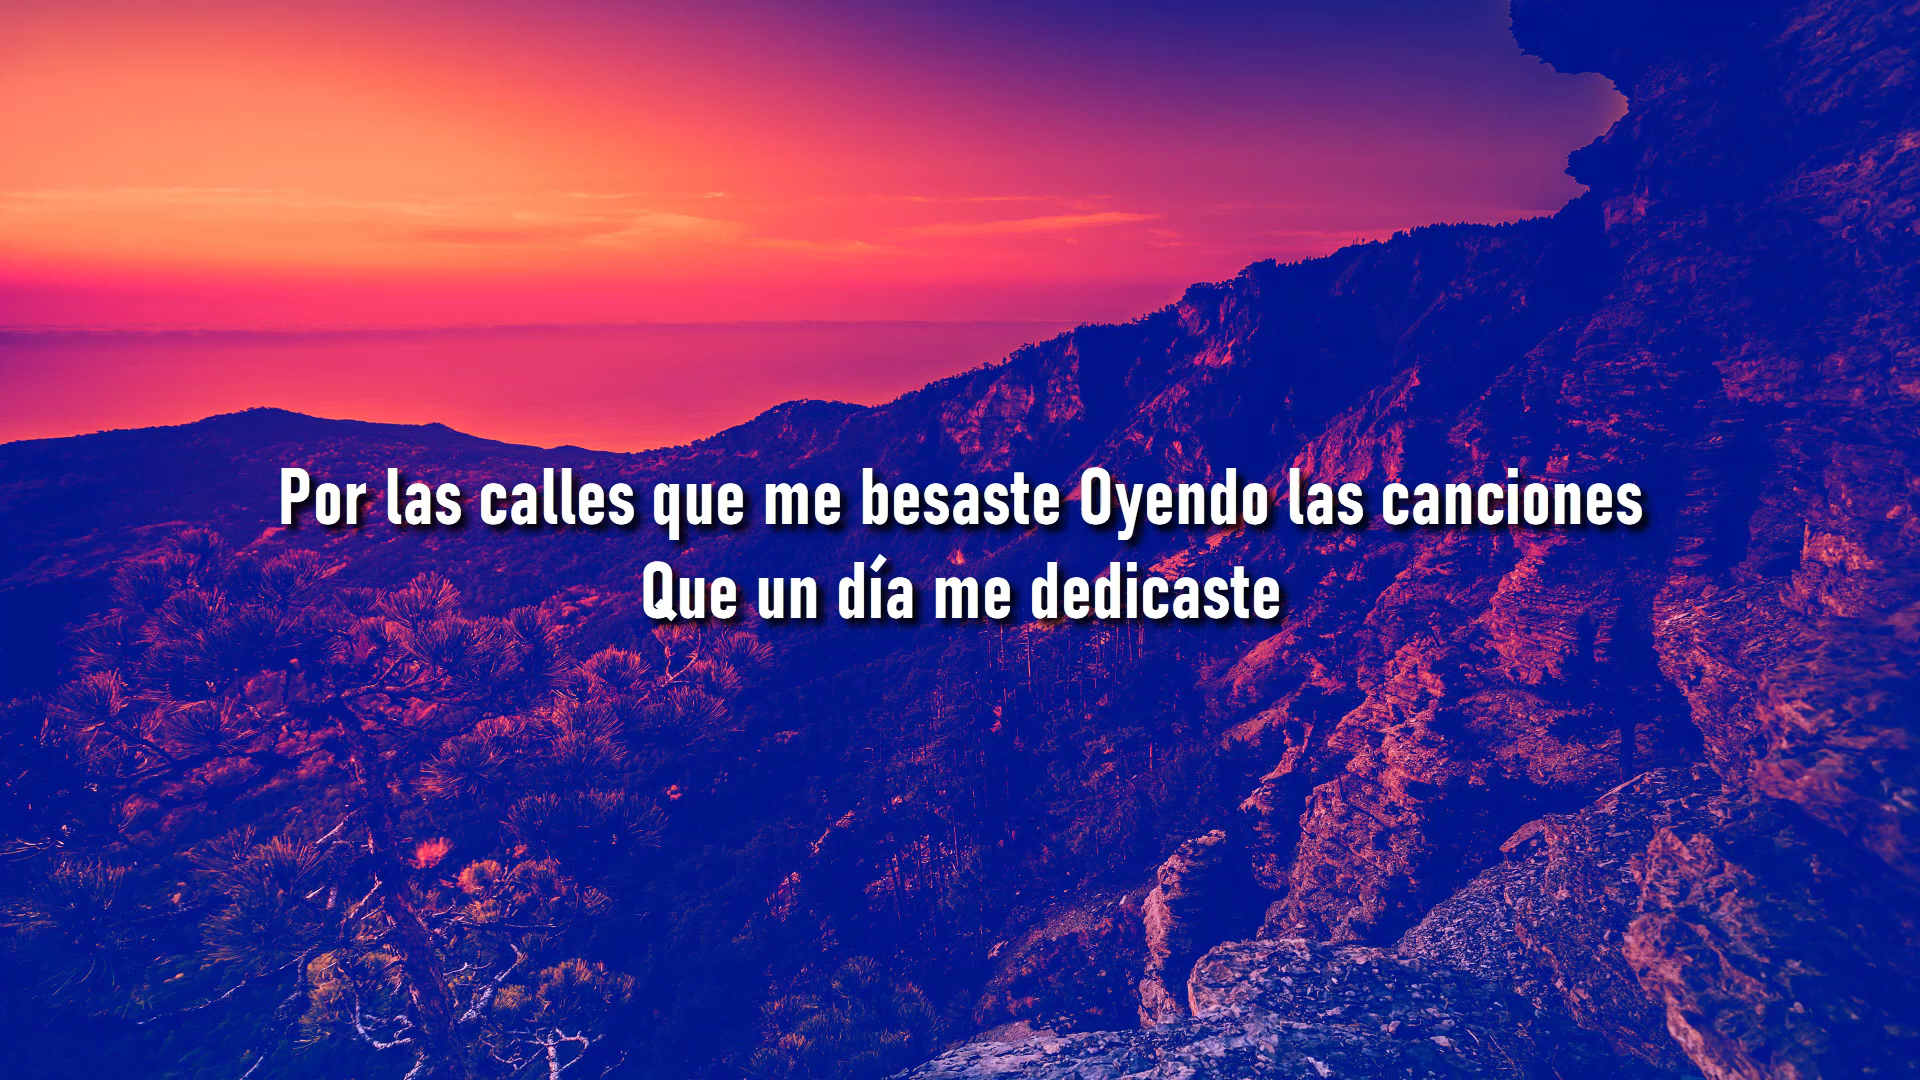 Por las calles que me besaste Oyendo las canciones
Que un día me dedicaste